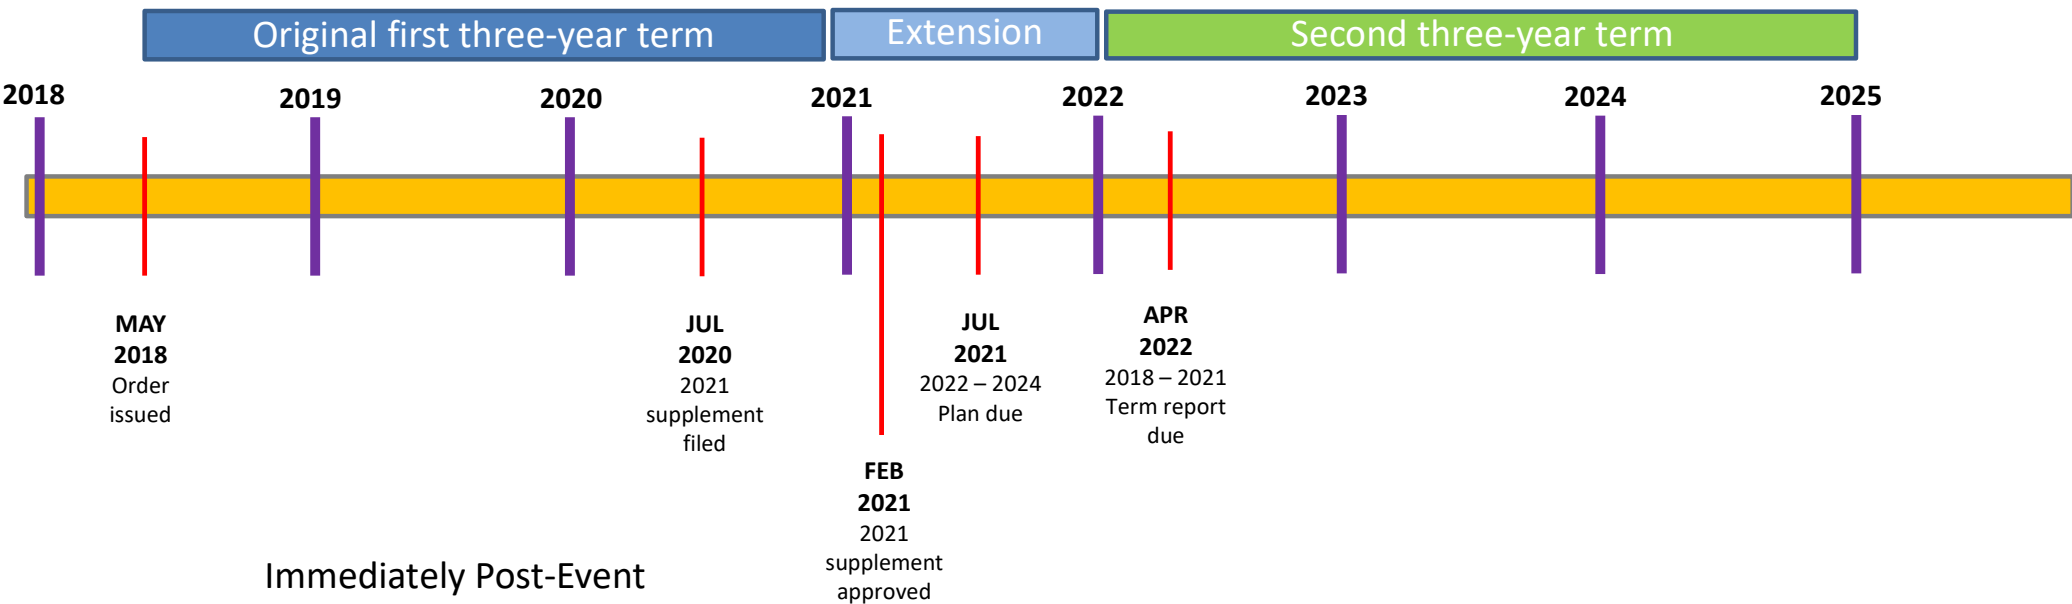 Original first three-year term
Extension
Second three-year term
2018
2019
2020
2021
2022
2023
2024
2025
MAY
2018
Order
issued
JUL
2020
2021
supplement
filed
FEB
2021
2021
supplement
approved
JUL
2021
2022 – 2024
Plan due
APR
2022
2018 – 2021
Term report
due
Immediately Post-Event